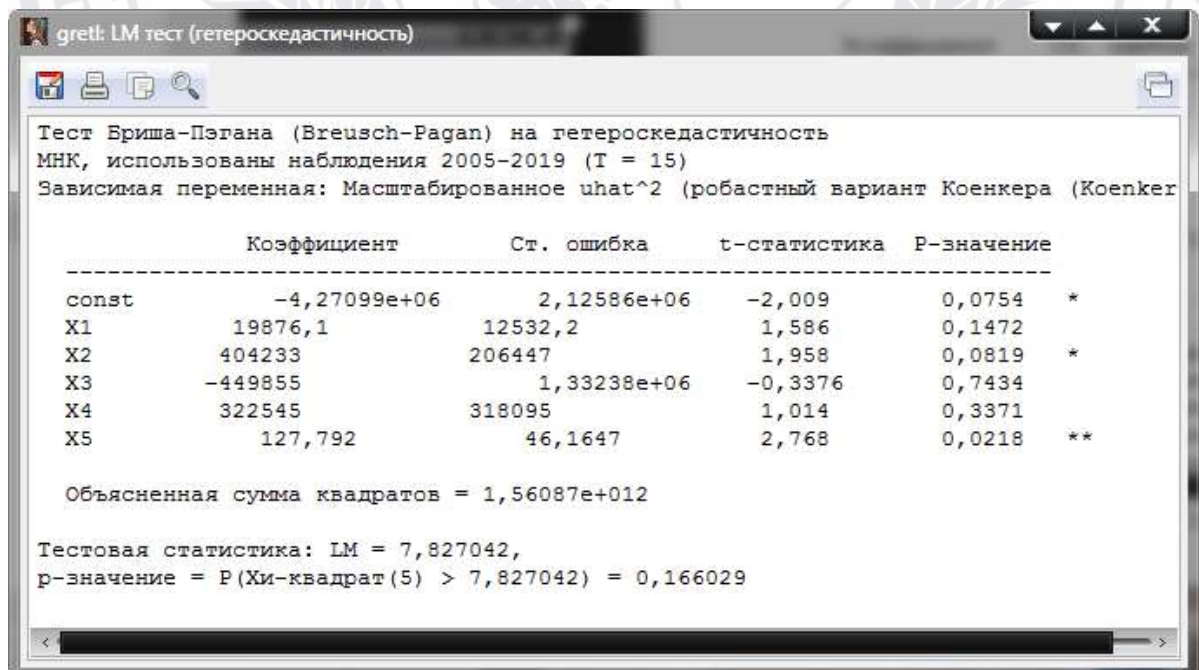 gretl: LM тест (гетероскедастичность)
Тест Бриша-Пэгана (Breusch-Pagan) на гетероскедастичность
МНК, использованы наблюдения 2005-2019 (T = 15)
Зависимая переменная: Масштабированное uhat^2 (робастный вариант Коенкера (Koenker
Коэффициент Ст. ошибка t-статистика P-значение
---------------------------------------------------------------------------
const -4,27099e+06 2,12586e+06 -2,009 0,0754 *
X1 19876,1 12532,2 1,586 0,1472
X2 404233 206447 1,958 0,0819 *
X3 -449855 1,33238e+06 -0,3376 0,7434
X4 322545 318095 1,014 0,3371
X5 127,792 46,1647 2,768 0,0218 **
Объясненная сумма квадратов = 1,56087e+012
Тестовая статистика: LM = 7,827042,
р-значение = P(Хи-квадрат(5) > 7,827042) = 0,166029